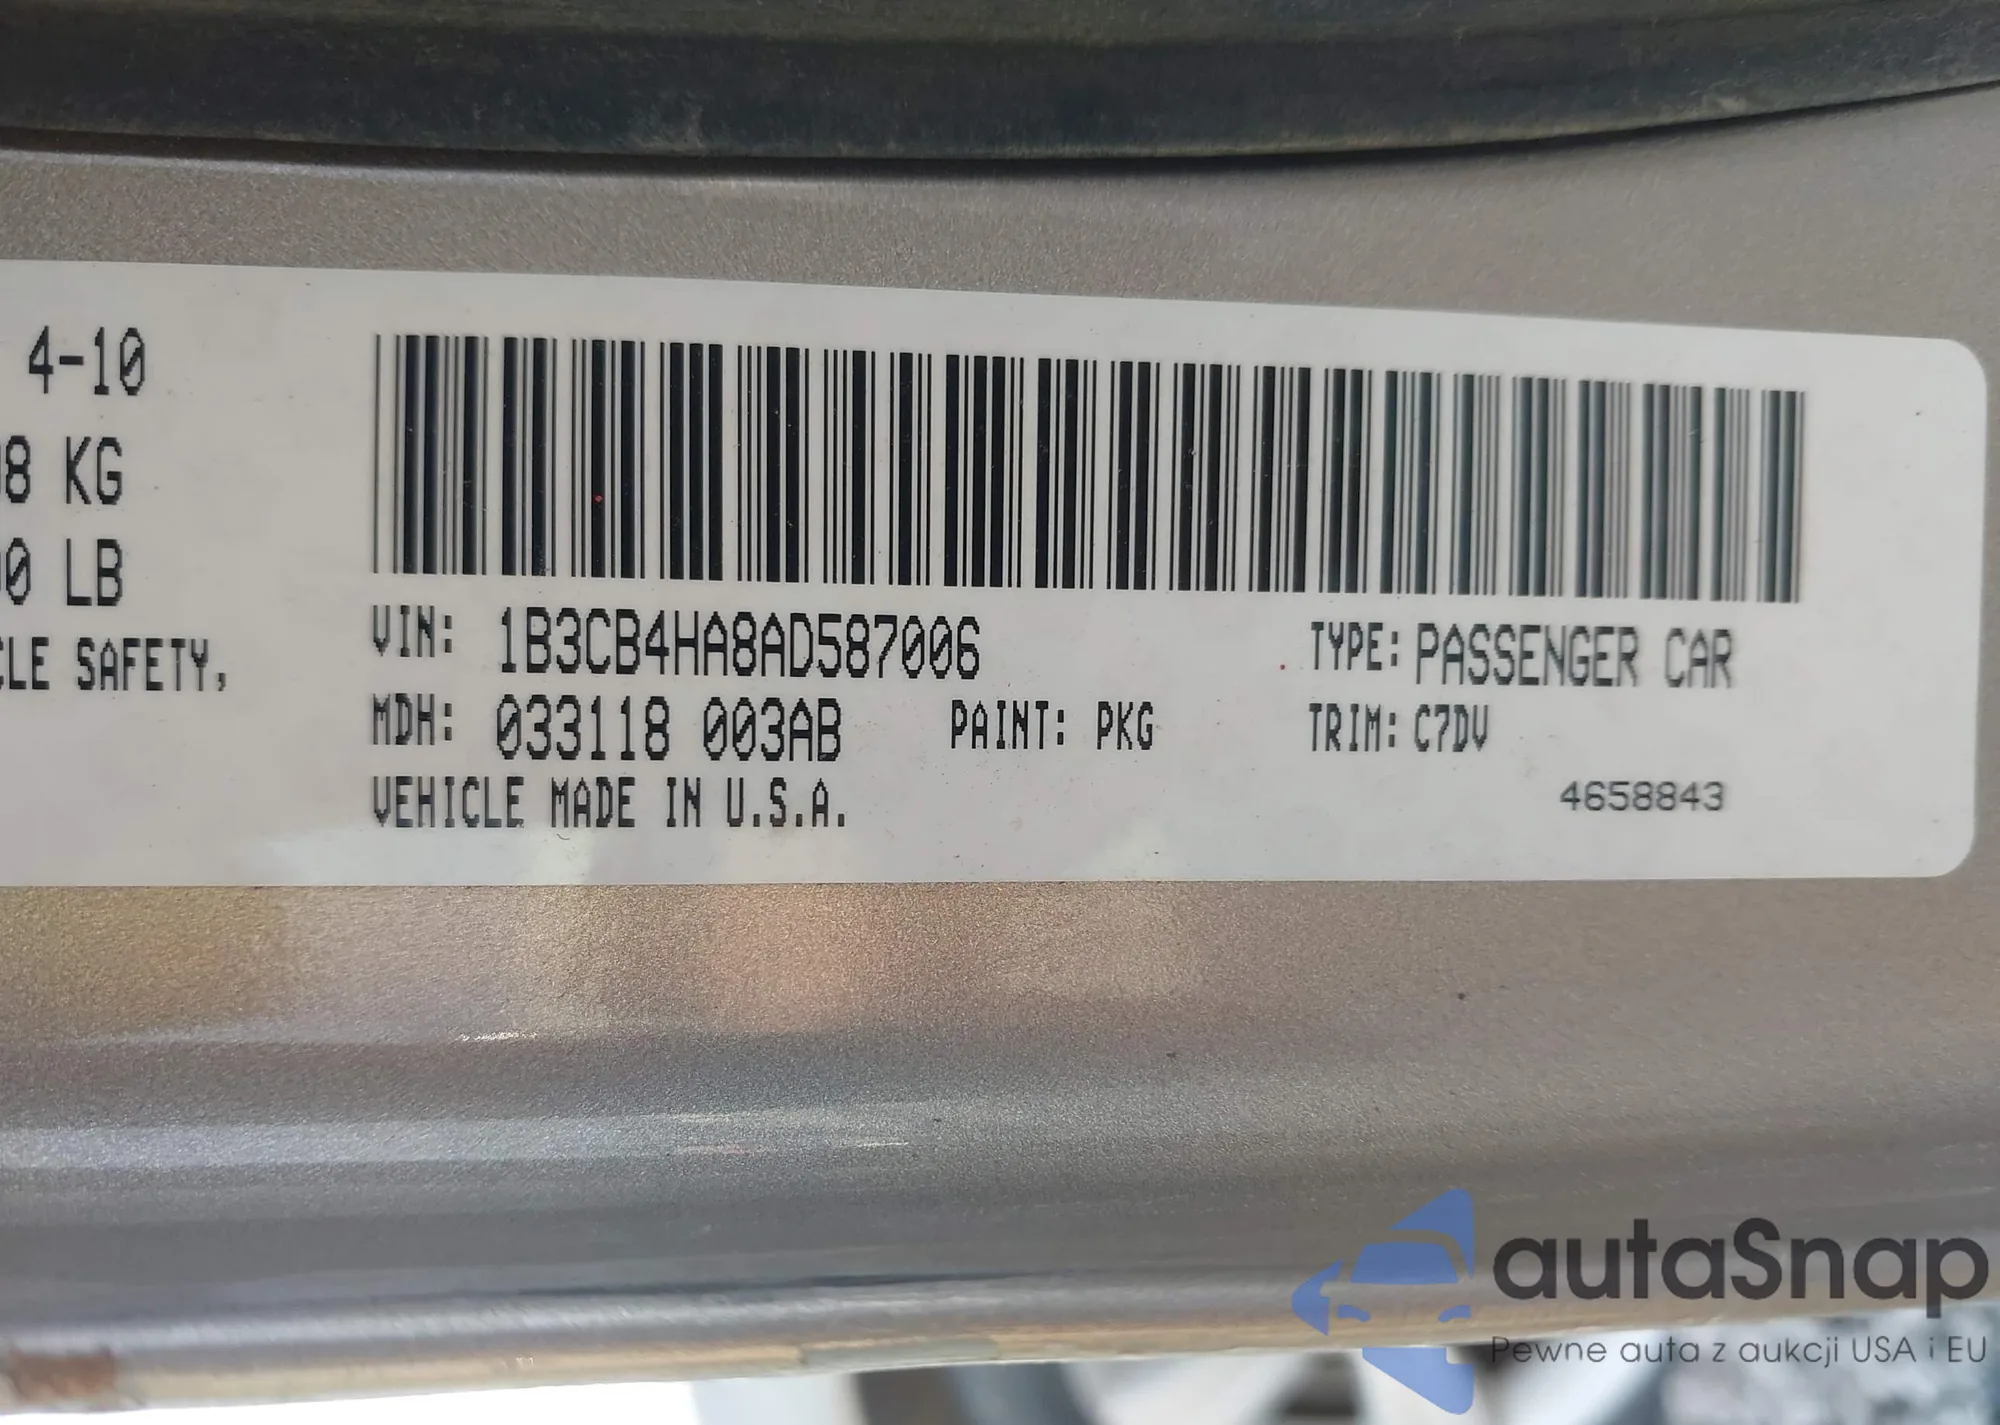 4-10
8 KG
0 LB
CLE SAFETY,
VIN: 1B3CB4HA8AD587006
TYPE: PASSENGER CAR
MDH: 033118 003AB
PAINT: PKG
TRIM: C7DV
VEHICLE MADE IN U.S.A.
4658843
autaSnap
Pewne auta z aukcji USA i EU